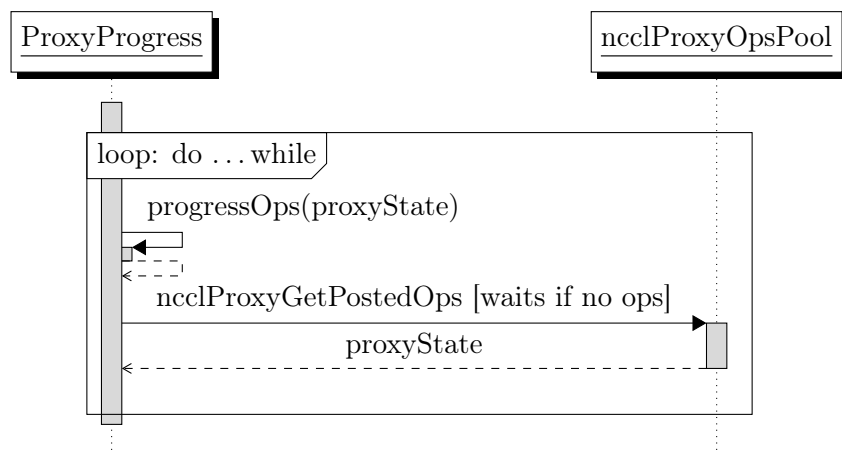 ProxyProgress
ncclProxyOpsPool
loop: do ...while
progressOps(proxyState)
ncclProxyGetPostedOps [waits if no ops]
proxyState